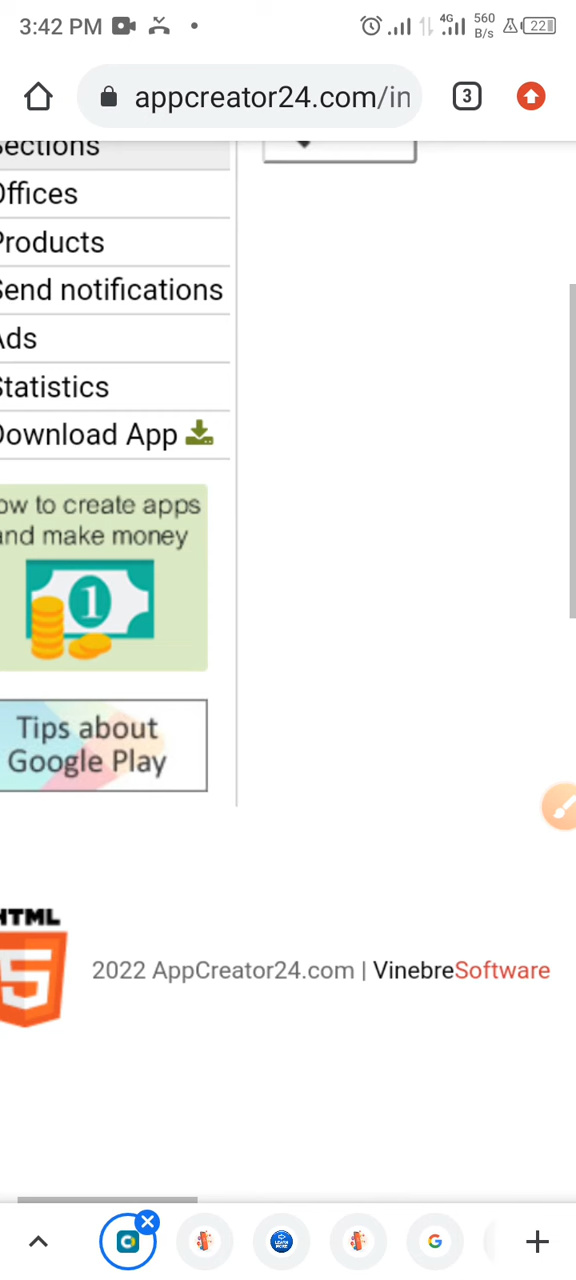 3:42 PM
4G 560 B/s 22
appcreator24.com/in
3
ections
Offices
Products
Send notifications
Ads
Statistics
Download App
ow to create apps
and make money
1
Tips about
Google Play
HTML
5
2022 AppCreator24.com | VinebreSoftware